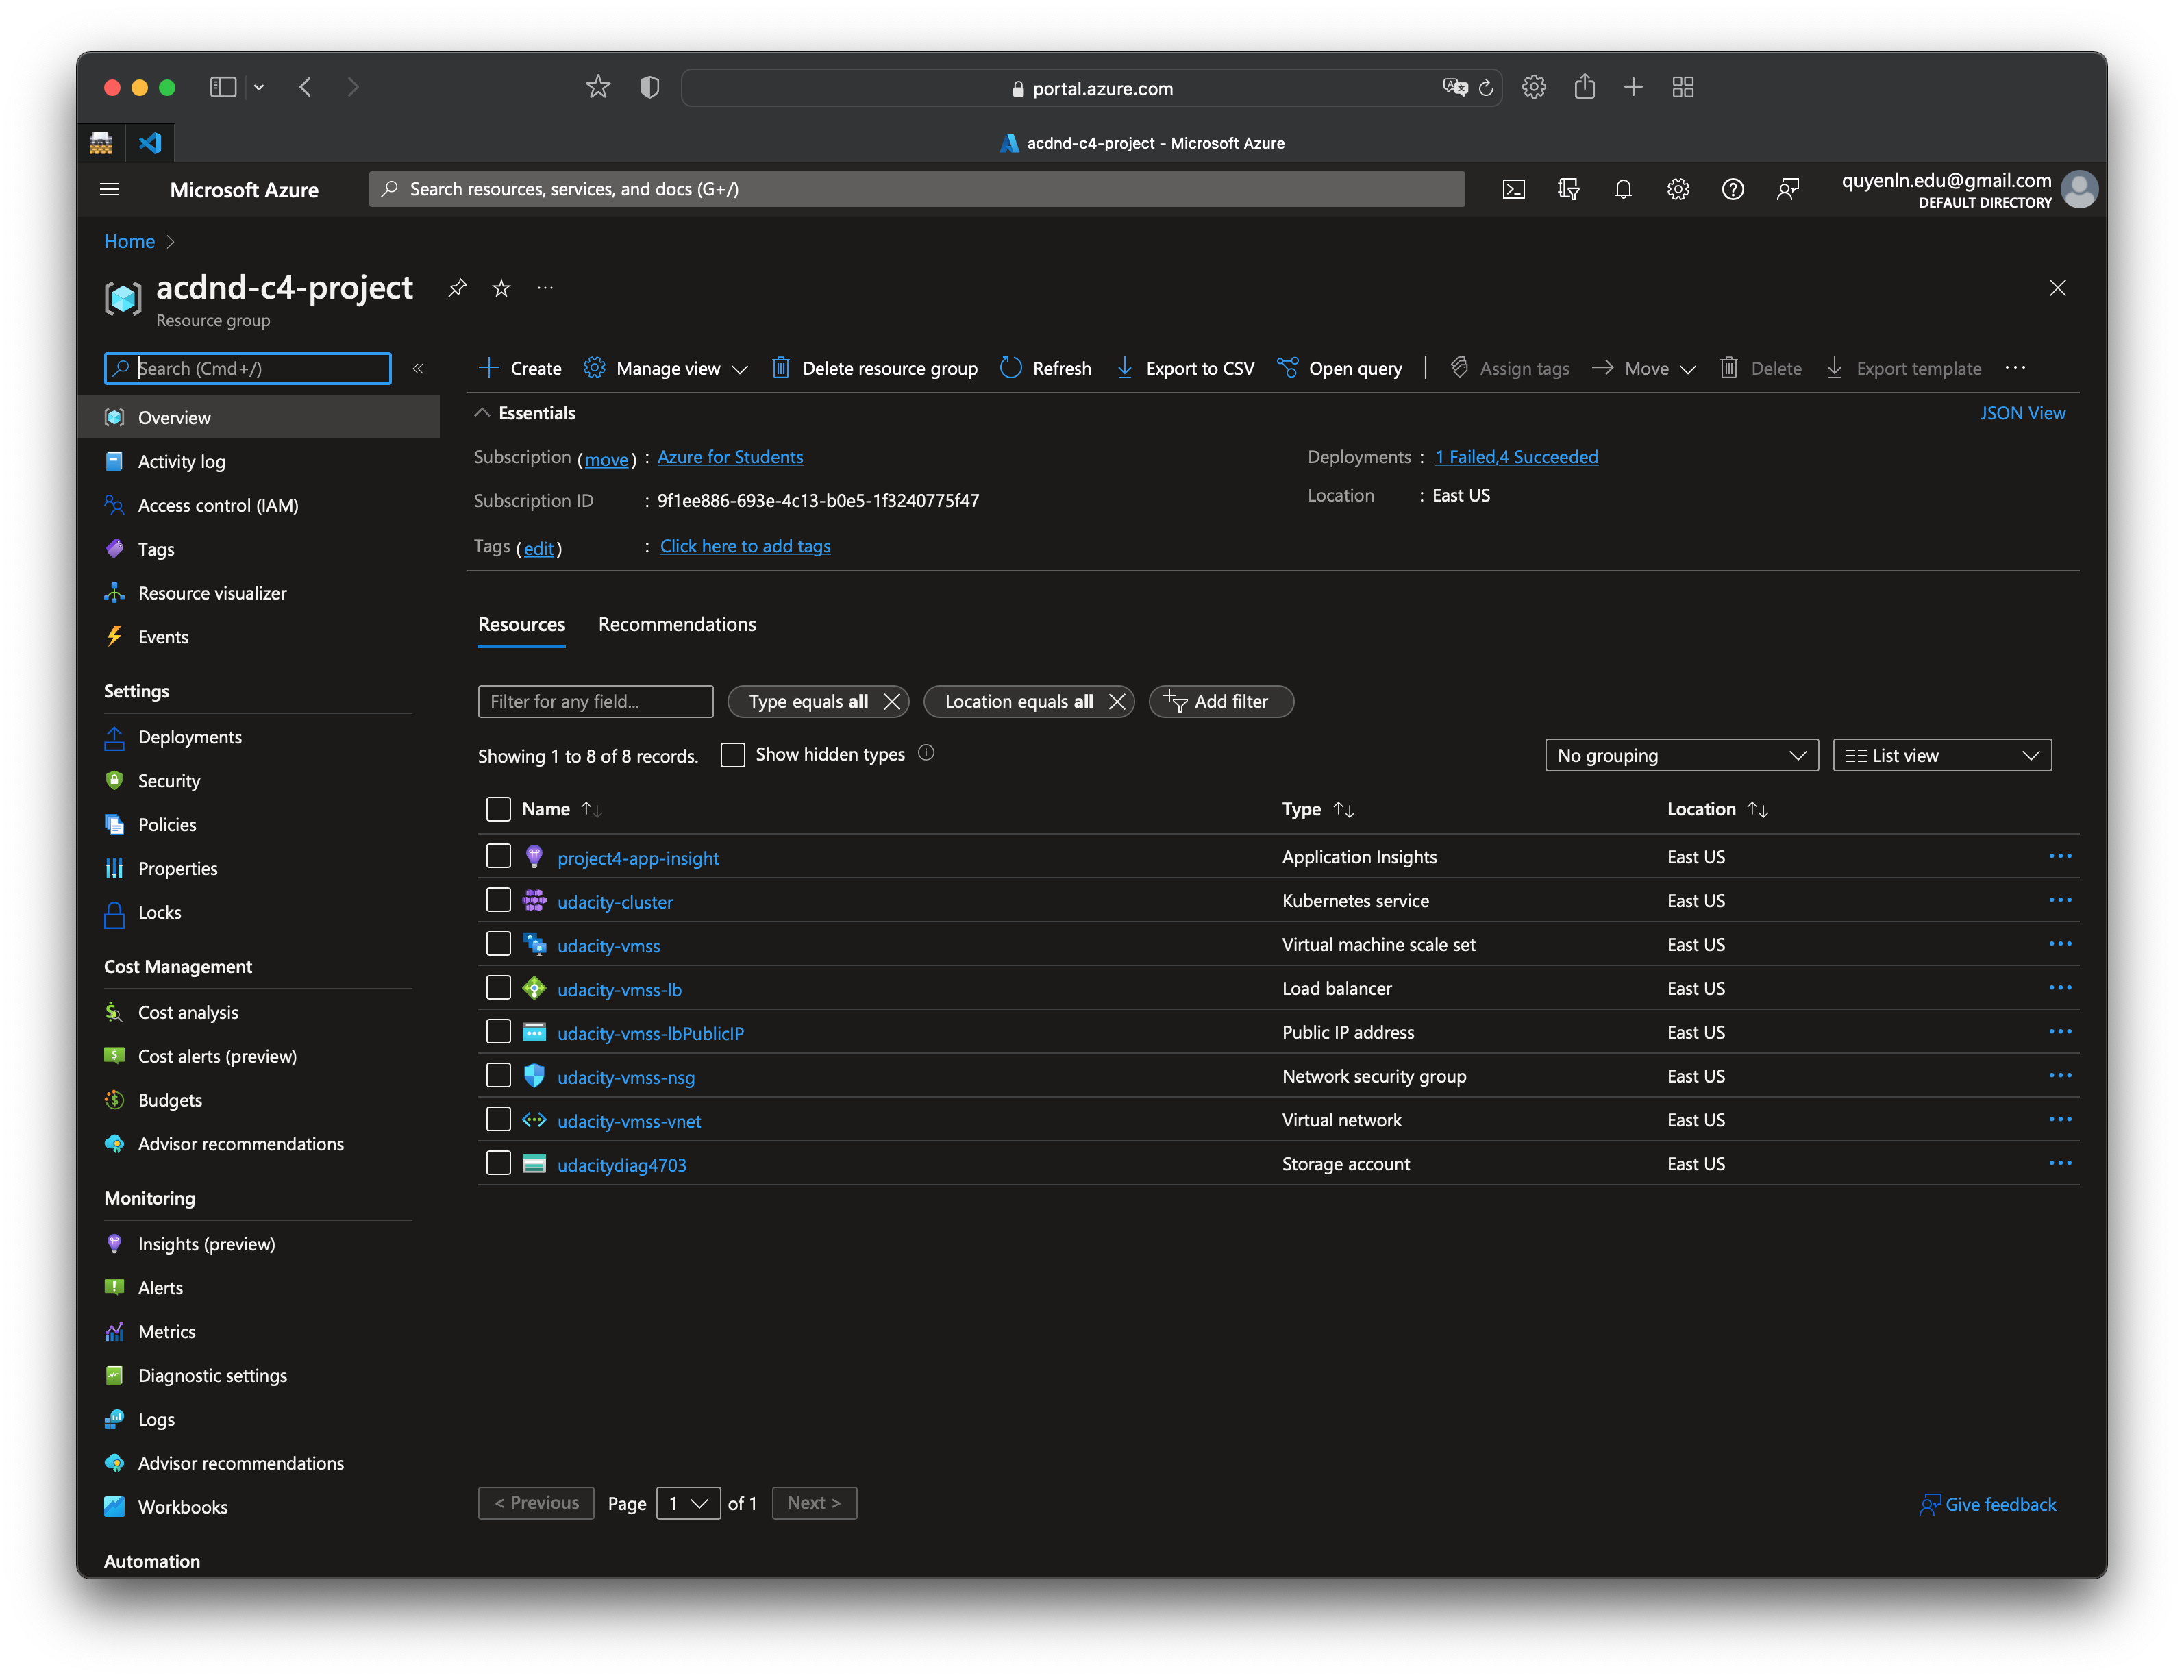 portal.azure.com
acdnd-c4-project - Microsoft Azure
Microsoft Azure
Search resources, services, and docs (G+/)
quyenln.edu@gmail.com
DEFAULT DIRECTORY
Home
acdnd-c4-project
Resource group
Search (Cmd+/)
Create Manage view Delete resource group Refresh Export to CSV Open query Assign tags Move Delete Export template
Overview
Activity log
Access control (IAM)
Tags
Resource visualizer
Events
Settings
Deployments
Security
Policies
Properties
Locks
Cost Management
Cost analysis
Cost alerts (preview)
Budgets
Advisor recommendations
Monitoring
Insights (preview)
Alerts
Metrics
Diagnostic settings
Logs
Advisor recommendations
Workbooks
Automation
Essentials
JSON View
Subscription (move) : Azure for Students
Deployments : 1 Failed,4 Succeeded
Subscription ID : 9f1ee886-693e-4c13-b0e5-1f3240775f47
Location : East US
Tags (edit) : Click here to add tags
Resources Recommendations
Filter for any field... Type equals all Location equals all Add filter
Showing 1 to 8 of 8 records. Show hidden types No grouping List view
Name Type Location
project4-app-insight Application Insights East US
udacity-cluster Kubernetes service East US
udacity-vmss Virtual machine scale set East US
udacity-vmss-lb Load balancer East US
udacity-vmss-lbPublicIP Public IP address East US
udacity-vmss-nsg Network security group East US
udacity-vmss-vnet Virtual network East US
udacitydiag4703 Storage account East US
< Previous Page 1 of 1 Next >
Give feedback